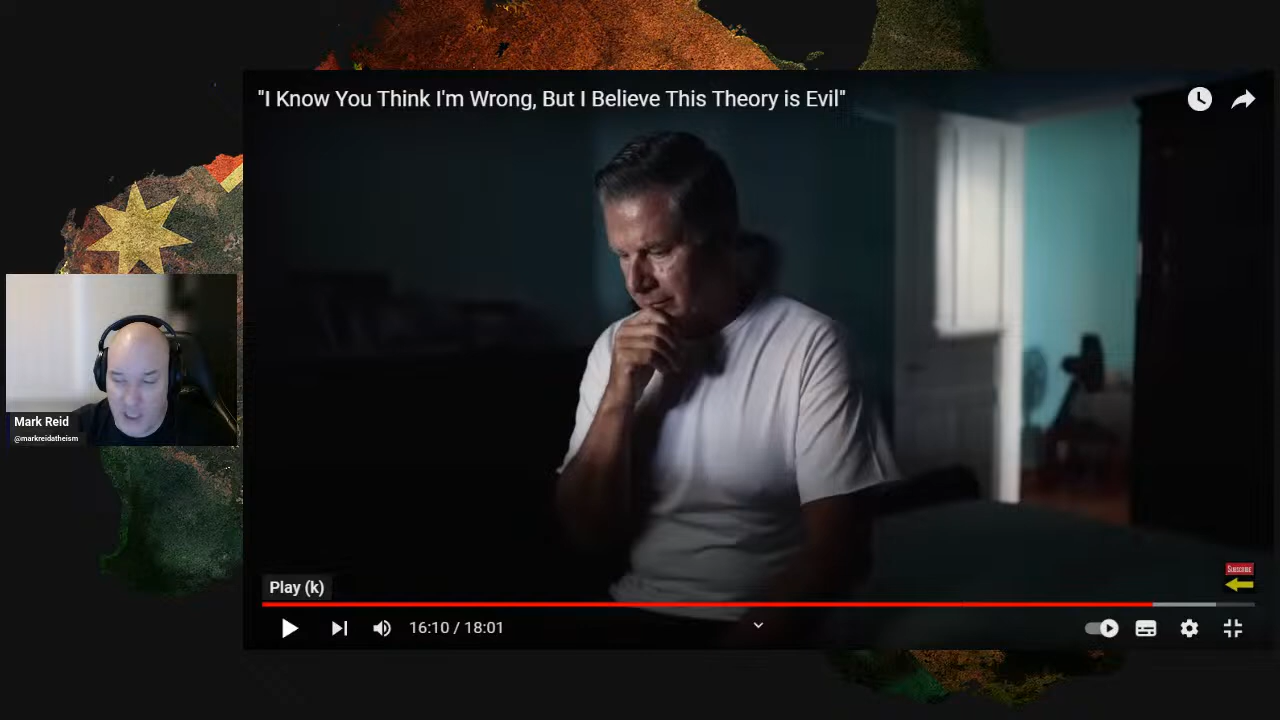 "I Know You Think I'm Wrong, But I Believe This Theory is Evil"
Mark Reid
@markreidatheism
SUBSCRIBE
Play (k)
16:10 / 18:01